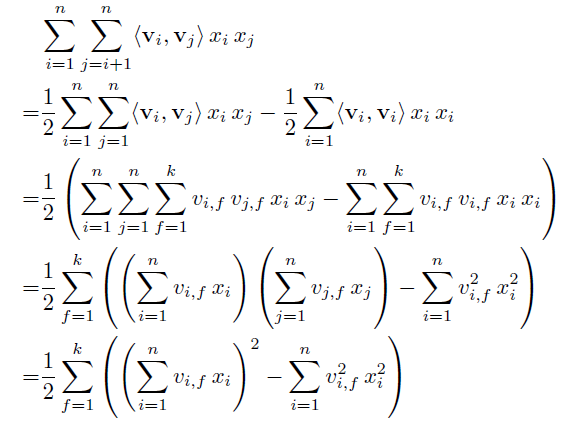 $\sum_{i=1}^{n} \sum_{j=i+1}^{n} \langle \mathbf{v}_i, \mathbf{v}_j \rangle \, x_i \, x_j$
$= \frac{1}{2} \sum_{i=1}^{n} \sum_{j=1}^{n} \langle \mathbf{v}_i, \mathbf{v}_j \rangle \, x_i \, x_j - \frac{1}{2} \sum_{i=1}^{n} \langle \mathbf{v}_i, \mathbf{v}_i \rangle \, x_i \, x_i$
$= \frac{1}{2} \left( \sum_{i=1}^{n} \sum_{j=1}^{n} \sum_{f=1}^{k} v_{i,f} \, v_{j,f} \, x_i \, x_j - \sum_{i=1}^{n} \sum_{f=1}^{k} v_{i,f} \, v_{i,f} \, x_i \, x_i \right)$
$= \frac{1}{2} \sum_{f=1}^{k} \left( \left( \sum_{i=1}^{n} v_{i,f} \, x_i \right) \left( \sum_{j=1}^{n} v_{j,f} \, x_j \right) - \sum_{i=1}^{n} v_{i,f}^2 \, x_i^2 \right)$
$= \frac{1}{2} \sum_{f=1}^{k} \left( \left( \sum_{i=1}^{n} v_{i,f} \, x_i \right)^2 - \sum_{i=1}^{n} v_{i,f}^2 \, x_i^2 \right)$